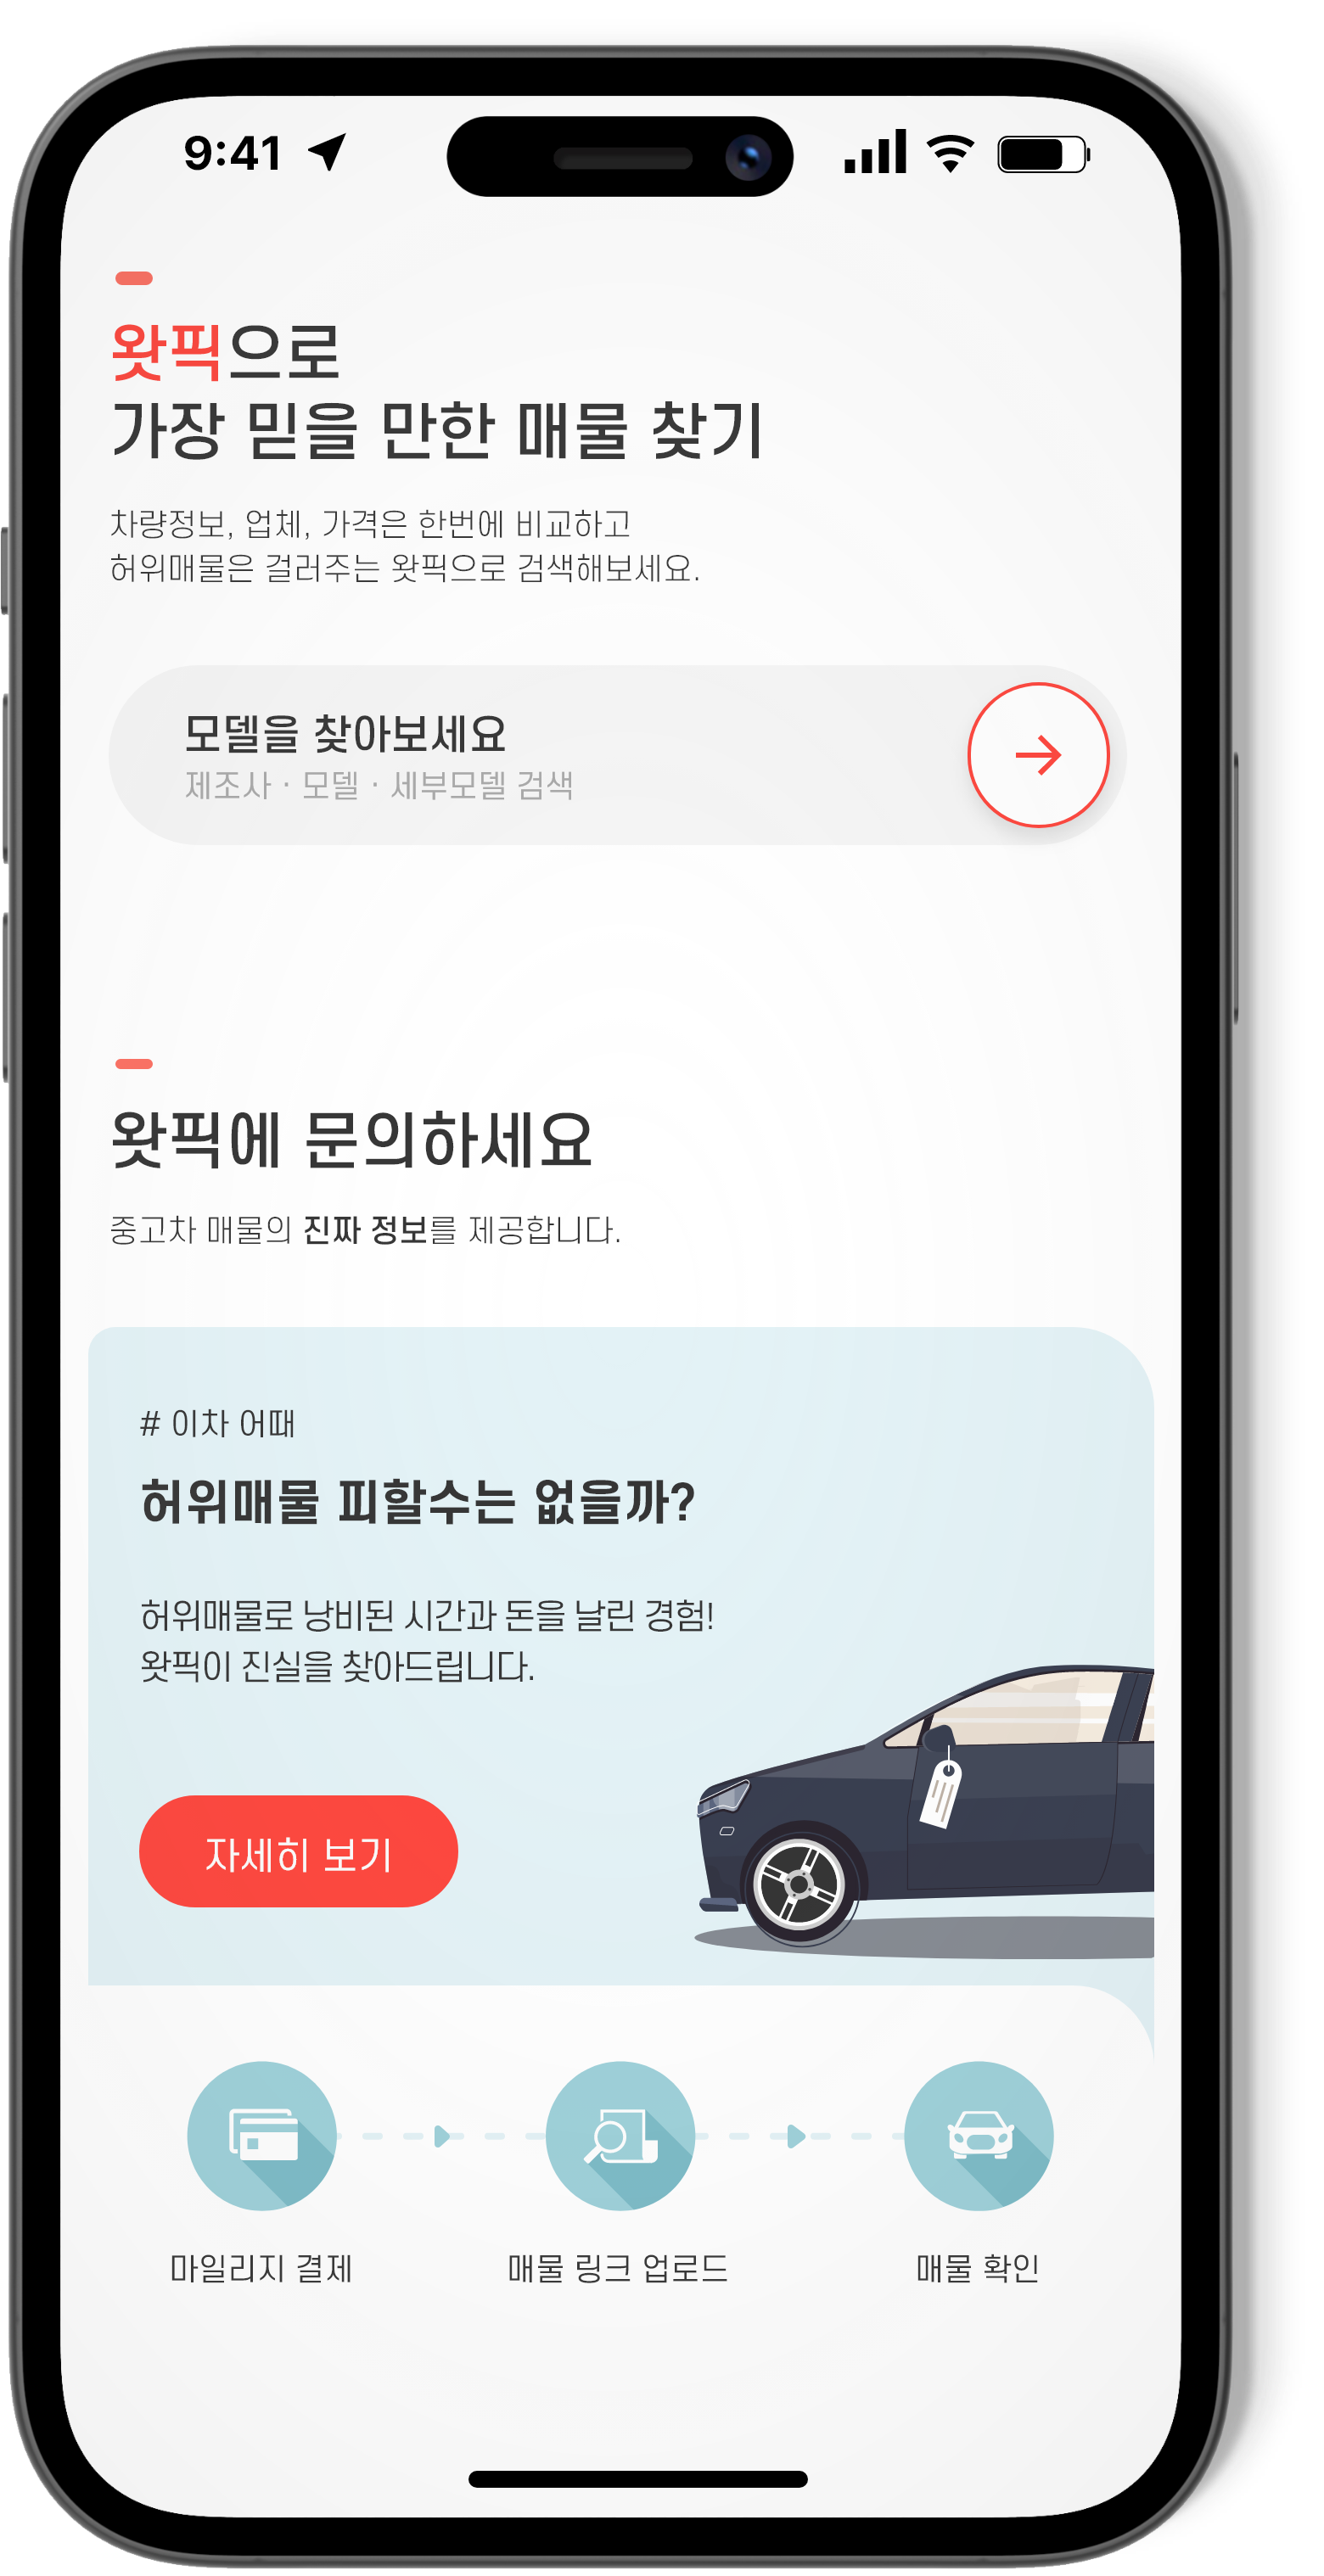 9:41
왓픽으로
가장 믿을 만한 매물 찾기
차량정보, 업체, 가격은 한번에 비교하고
허위매물은 걸러주는 왓픽으로 검색해보세요.
모델을 찾아보세요
제조사 · 모델 · 세부모델 검색
왓픽에 문의하세요
중고차 매물의 진짜 정보를 제공합니다.
# 이차 어때
허위매물 피할수는 없을까?
허위매물로 낭비된 시간과 돈을 날린 경험!
왓픽이 진실을 찾아드립니다.
자세히 보기
마일리지 결제
매물 링크 업로드
매물 확인